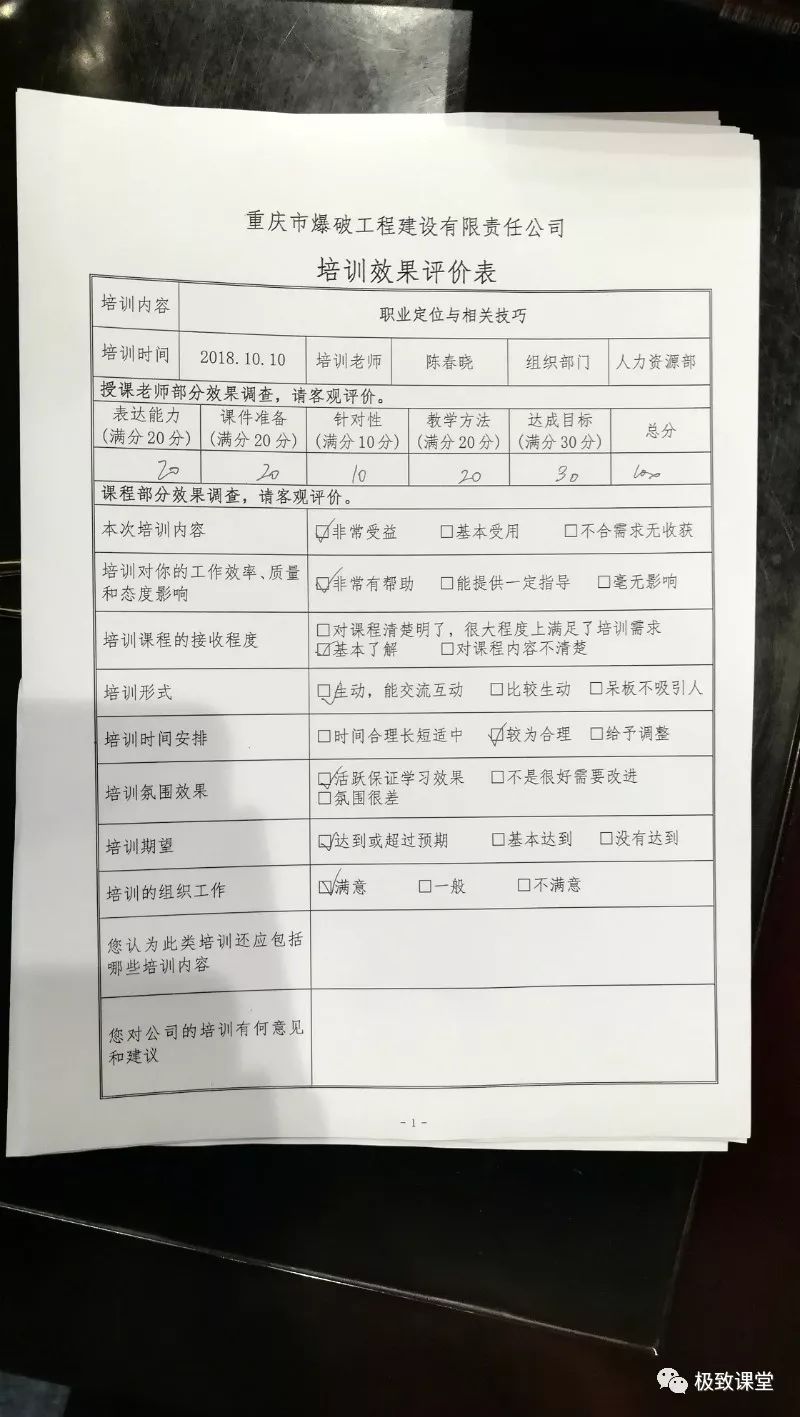 重庆市爆破工程建设有限责任公司
培训效果评价表
培训内容 职业定位与相关技巧
培训时间 2018.10.10 培训老师 陈春晓 组织部门 人力资源部
授课老师部分效果调查，请客观评价。
表达能力 课件准备 针对性 教学方法 达成目标 总分
(满分20分) (满分20分) (满分10分) (满分20分) (满分30分)
20 20 10 20 30 100
课程部分效果调查，请客观评价。
本次培训内容 ☑非常受益 □基本受用 □不合需求无收获
培训对你的工作效率、质量 ☑非常有帮助 □能提供一定指导 □毫无影响
和态度影响
培训课程的接收程度 □对课程清楚明了，很大程度上满足了培训需求
☑基本了解 □对课程内容不清楚
培训形式 ☑生动，能交流互动 □比较生动 □呆板不吸引人
培训时间安排 □时间合理长短适中 ☑较为合理 □给予调整
培训氛围效果 ☑活跃保证学习效果 □不是很好需要改进
□氛围很差
培训期望 ☑达到或超过预期 □基本达到 □没有达到
培训的组织工作 ☑满意 □一般 □不满意
您认为此类培训还应包括
哪些培训内容
您对公司的培训有何意见
和建议
- 1 -
极致课堂